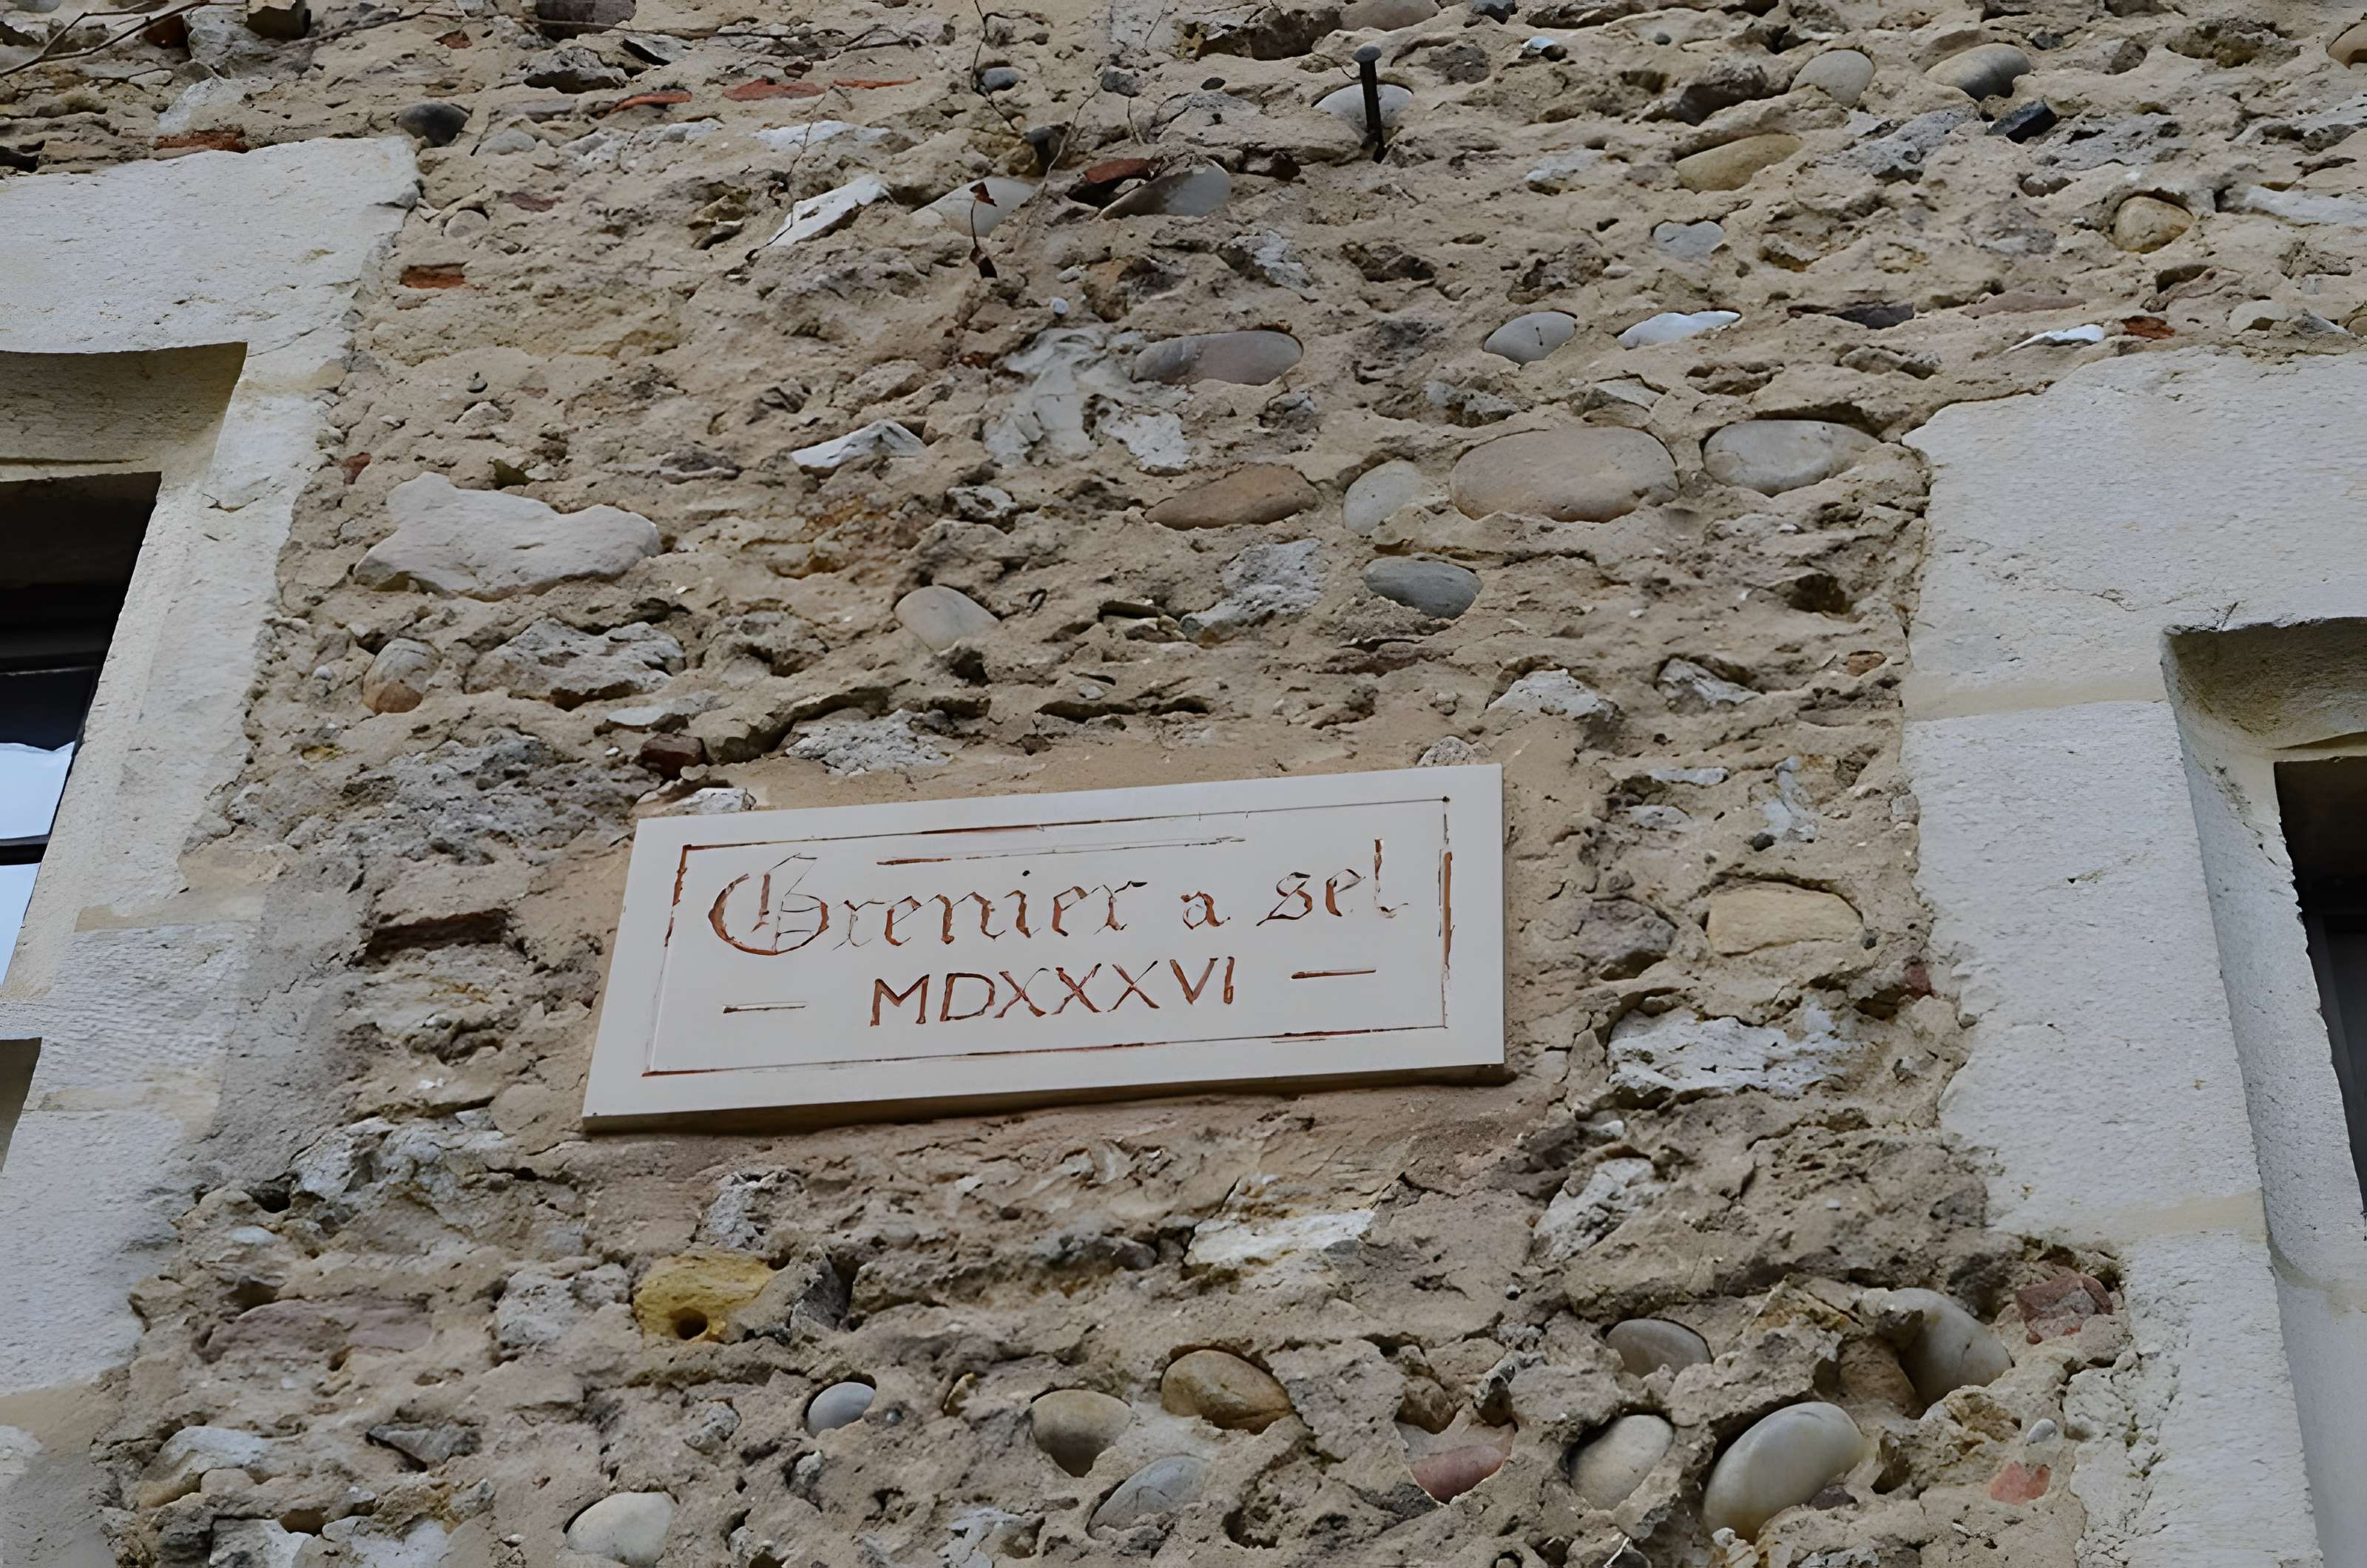 Grenier a sel
- MDXXXVI -